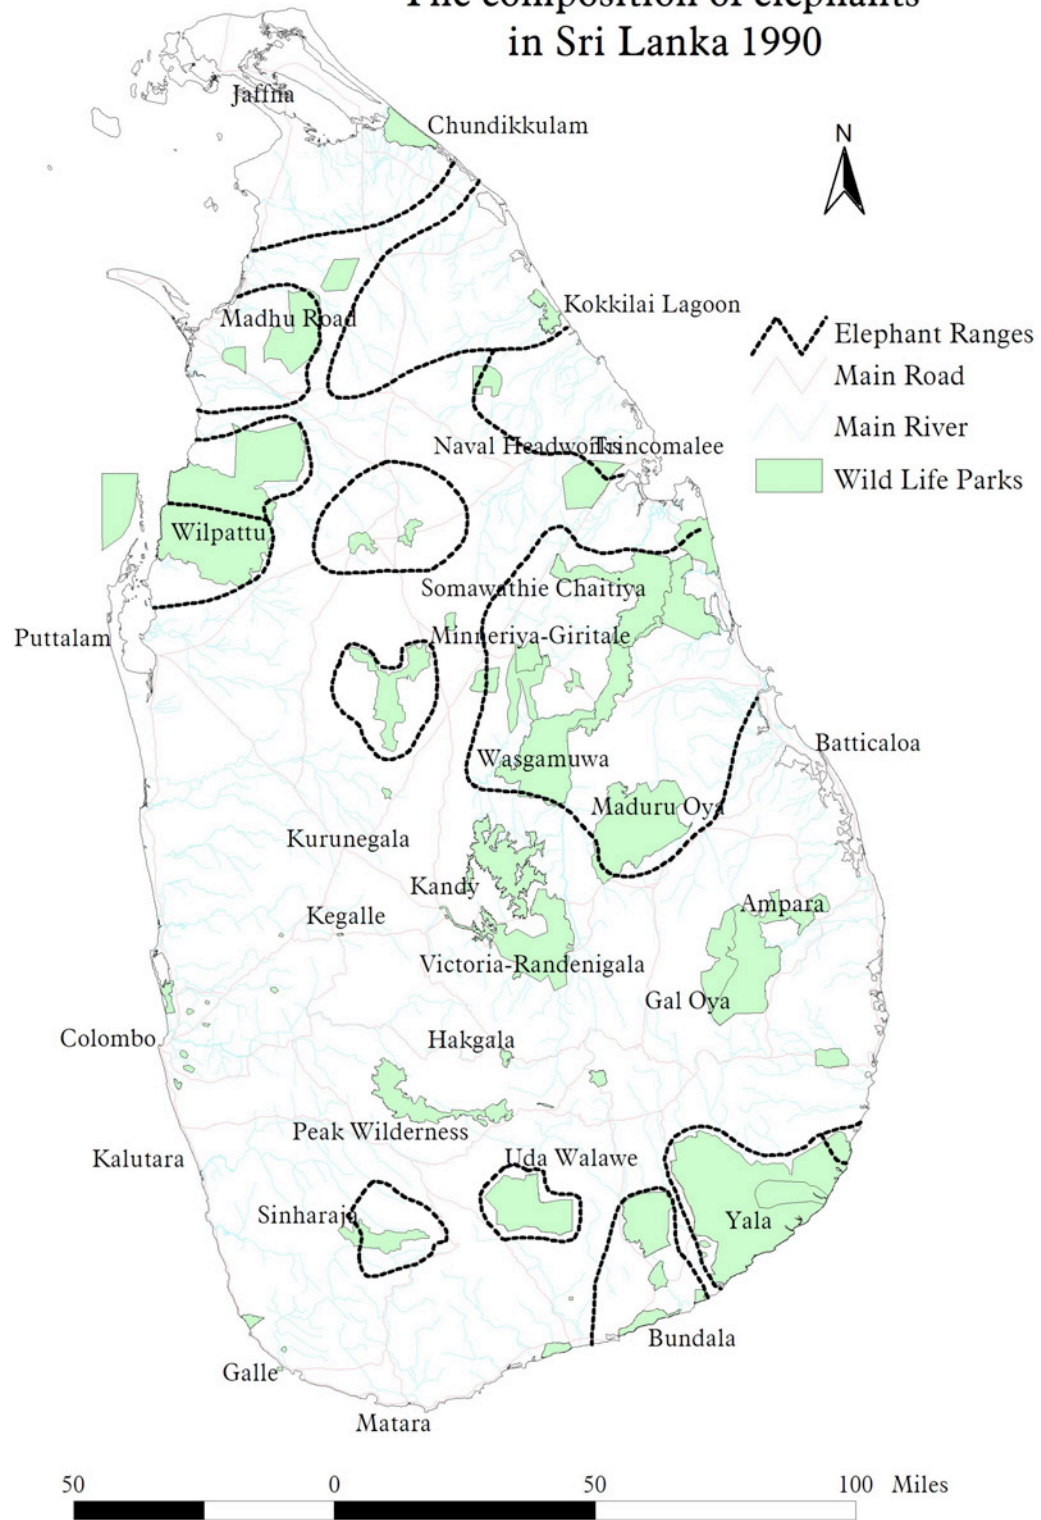 The composition of elephants
in Sri Lanka 1990
Jaffna
Chundikkulam
N
Kokkilai Lagoon
Madhu Road
Elephant Ranges
Main Road
Main River
Wild Life Parks
Naval Headworks
Trincomalee
Wilpattu
Somawathie Chaitiya
Minneriya-Giritale
Puttalam
Batticaloa
Wasgamuwa
Maduru Oya
Kurunegala
Kandy
Ampara
Kegalle
Victoria-Randenigala
Gal Oya
Colombo
Hakgala
Peak Wilderness
Kalutara
Uda Walawe
Sinharaja
Yala
Bundala
Galle
Matara
50 0 50 100 Miles